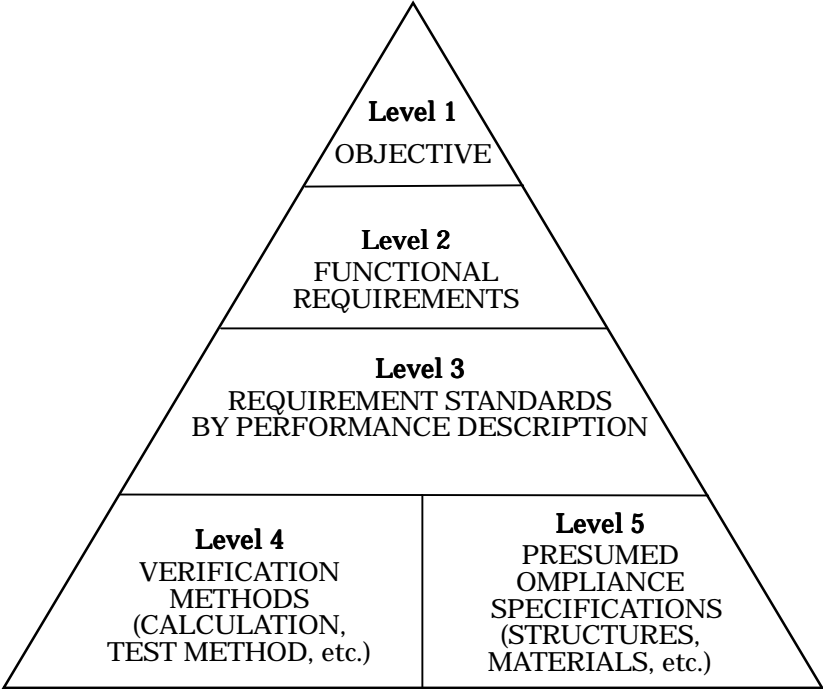 Level 1
OBJECTIVE
Level 2
FUNCTIONAL
REQUIREMENTS
Level 3
REQUIREMENT STANDARDS
BY PERFORMANCE DESCRIPTION
Level 4
VERIFICATION
METHODS
(CALCULATION,
TEST METHOD, etc.)
Level 5
PRESUMED
OMPLIANCE
SPECIFICATIONS
(STRUCTURES,
MATERIALS, etc.)